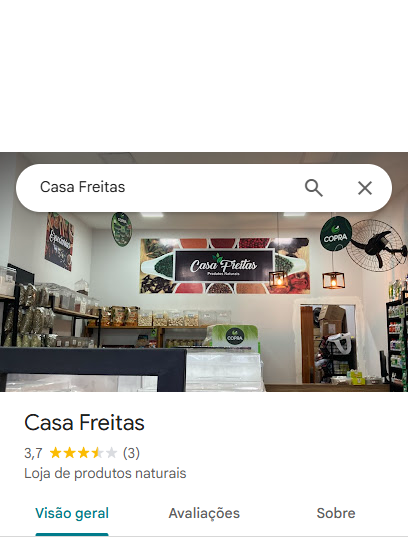 Casa Freitas
Especiarias
COPRA
Casa Freitas
Produtos Naturais
COPRA
Casa Freitas
3,7 (3)
Loja de produtos naturais
Visão geral Avaliações Sobre